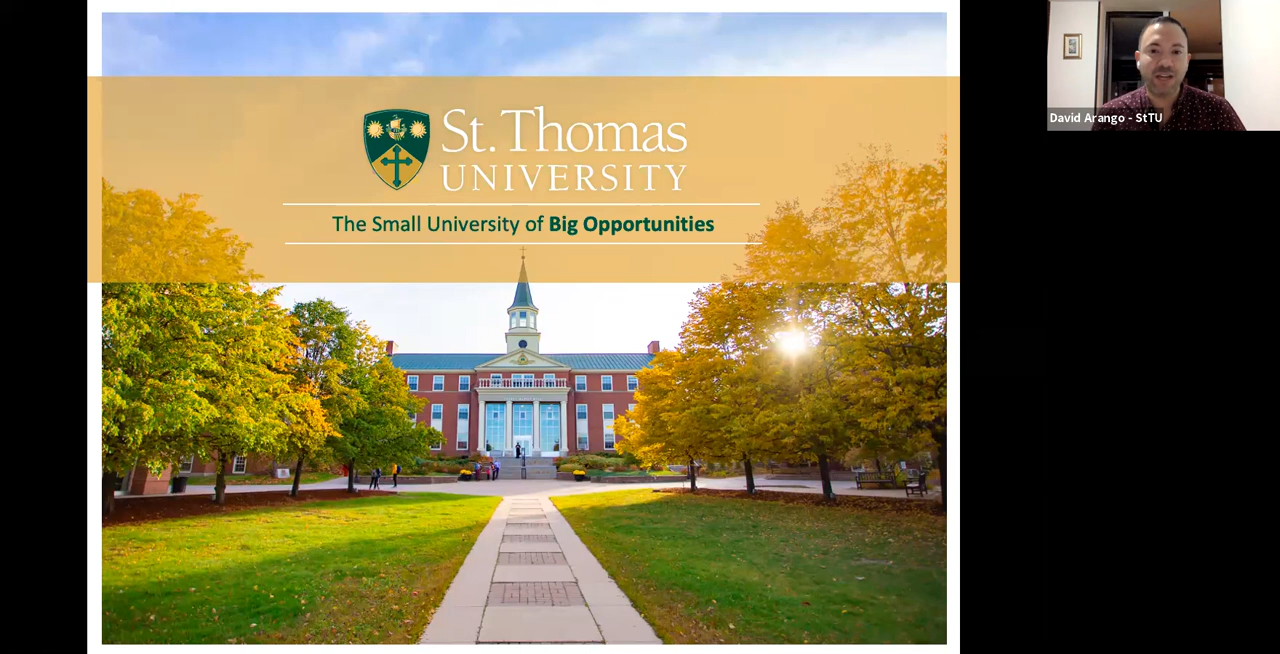 St. Thomas
UNIVERSITY
The Small University of Big Opportunities
David Arango - StTU